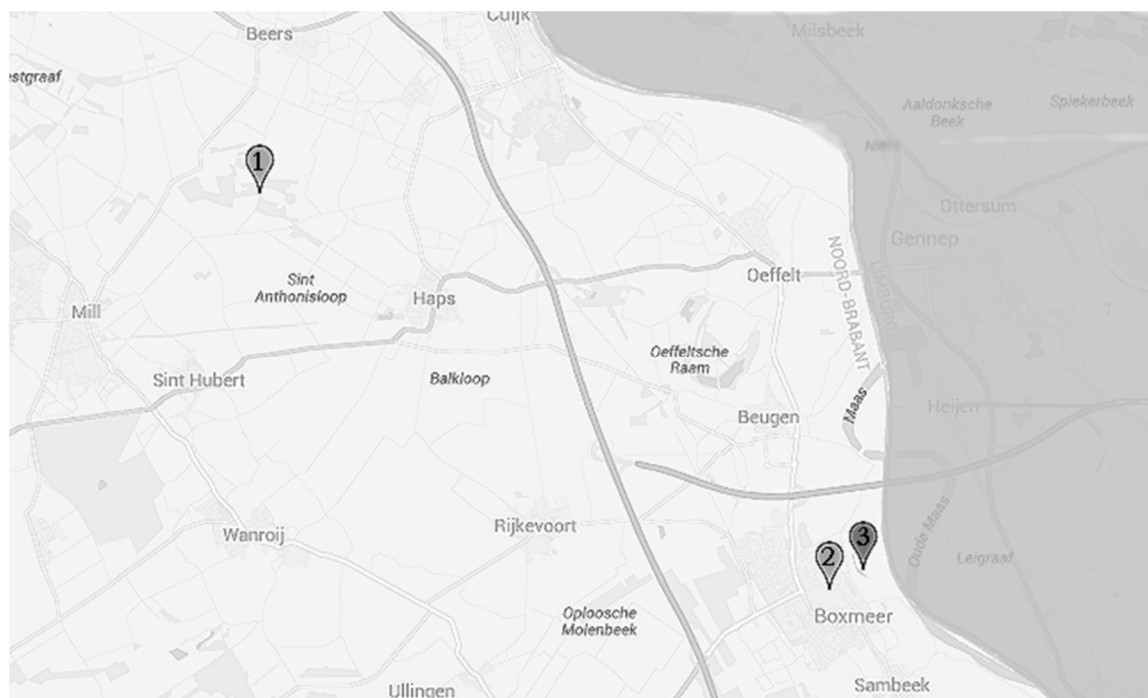 Cuijk
Beers
Milsbeek
estgraaf
Aaldonksche
Beek
Spiekerbeek
Niers
1
Ottersum
NOORD-BRABANT
LIMBURG
Gennep
Oeffelt
Sint
Anthonisloop
Haps
Mill
Oeffeltsche
Raam
Sint Hubert
Balkloop
Maas
Heijen
Beugen
Rijkevoort
Wanroij
Oude Maas
3
2
Leigraaf
Oploosche
Molenbeek
Boxmeer
Ullingen
Sambeek